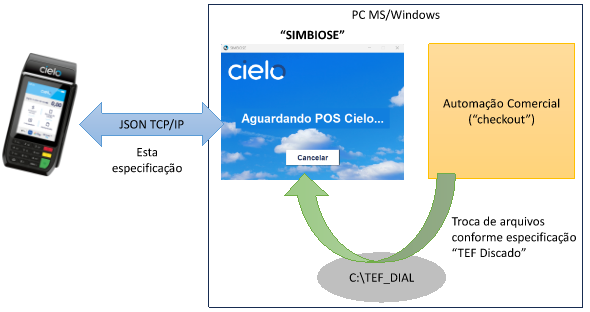 PC MS/Windows
"SIMBIOSE"
cielo
Aguardando POS Cielo...
Cancelar
Automação Comercial
("checkout")
cielo
JSON TCP/IP
Esta
especificação
Troca de arquivos
conforme especificação
"TEF Discado"
C:\TEF_DIAL